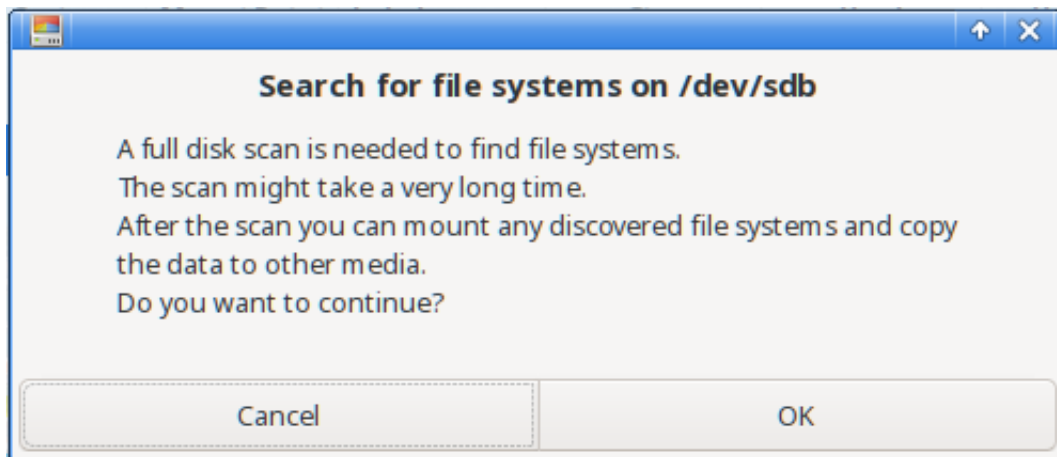 Search for file systems on /dev/sdb
A full disk scan is needed to find file systems.
The scan might take a very long time.
After the scan you can mount any discovered file systems and copy
the data to other media.
Do you want to continue?
Cancel
OK